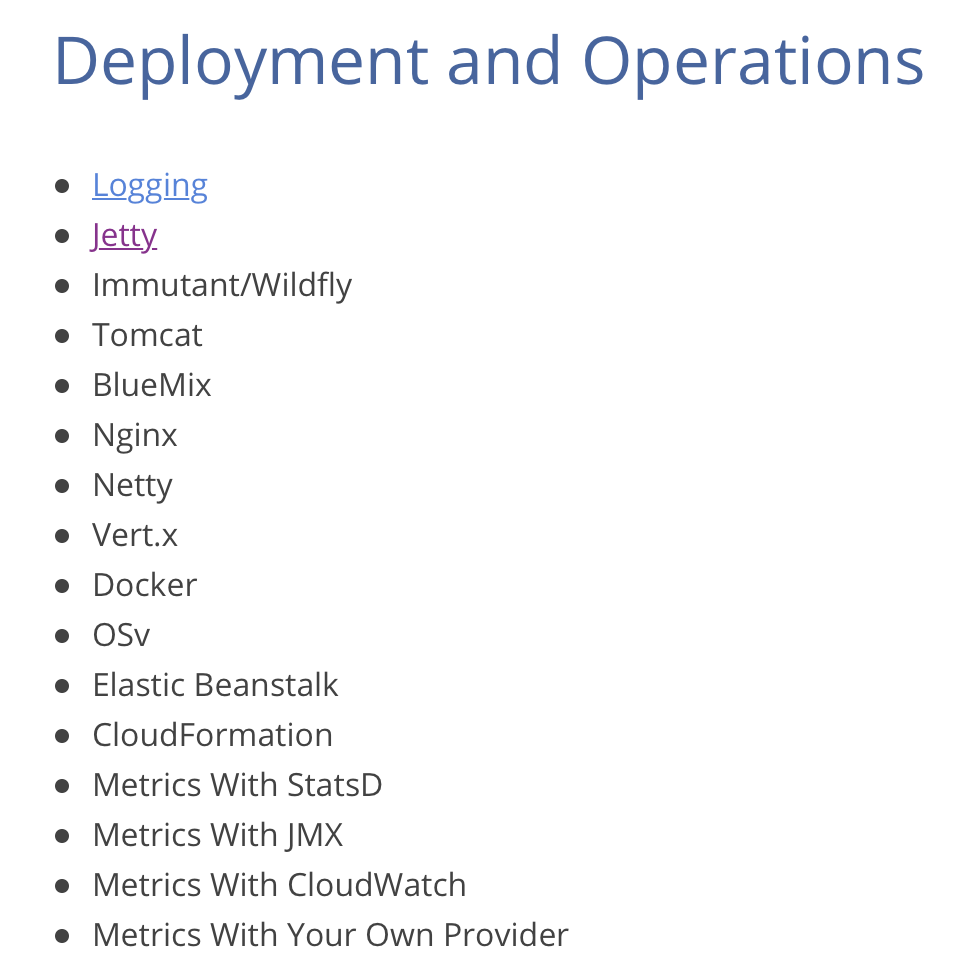 Deployment and Operations
Logging
Jetty
Immutant/Wildfly
Tomcat
BlueMix
Nginx
Netty
Vert.x
Docker
OSv
Elastic Beanstalk
CloudFormation
Metrics With StatsD
Metrics With JMX
Metrics With CloudWatch
Metrics With Your Own Provider